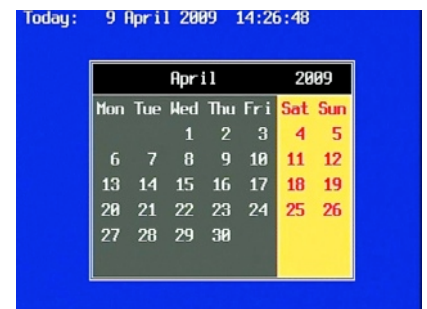 Today: 9 April 2009 14:26:48
April 2009
Mon Tue Wed Thu Fri Sat Sun
1 2 3 4 5
6 7 8 9 10 11 12
13 14 15 16 17 18 19
20 21 22 23 24 25 26
27 28 29 30